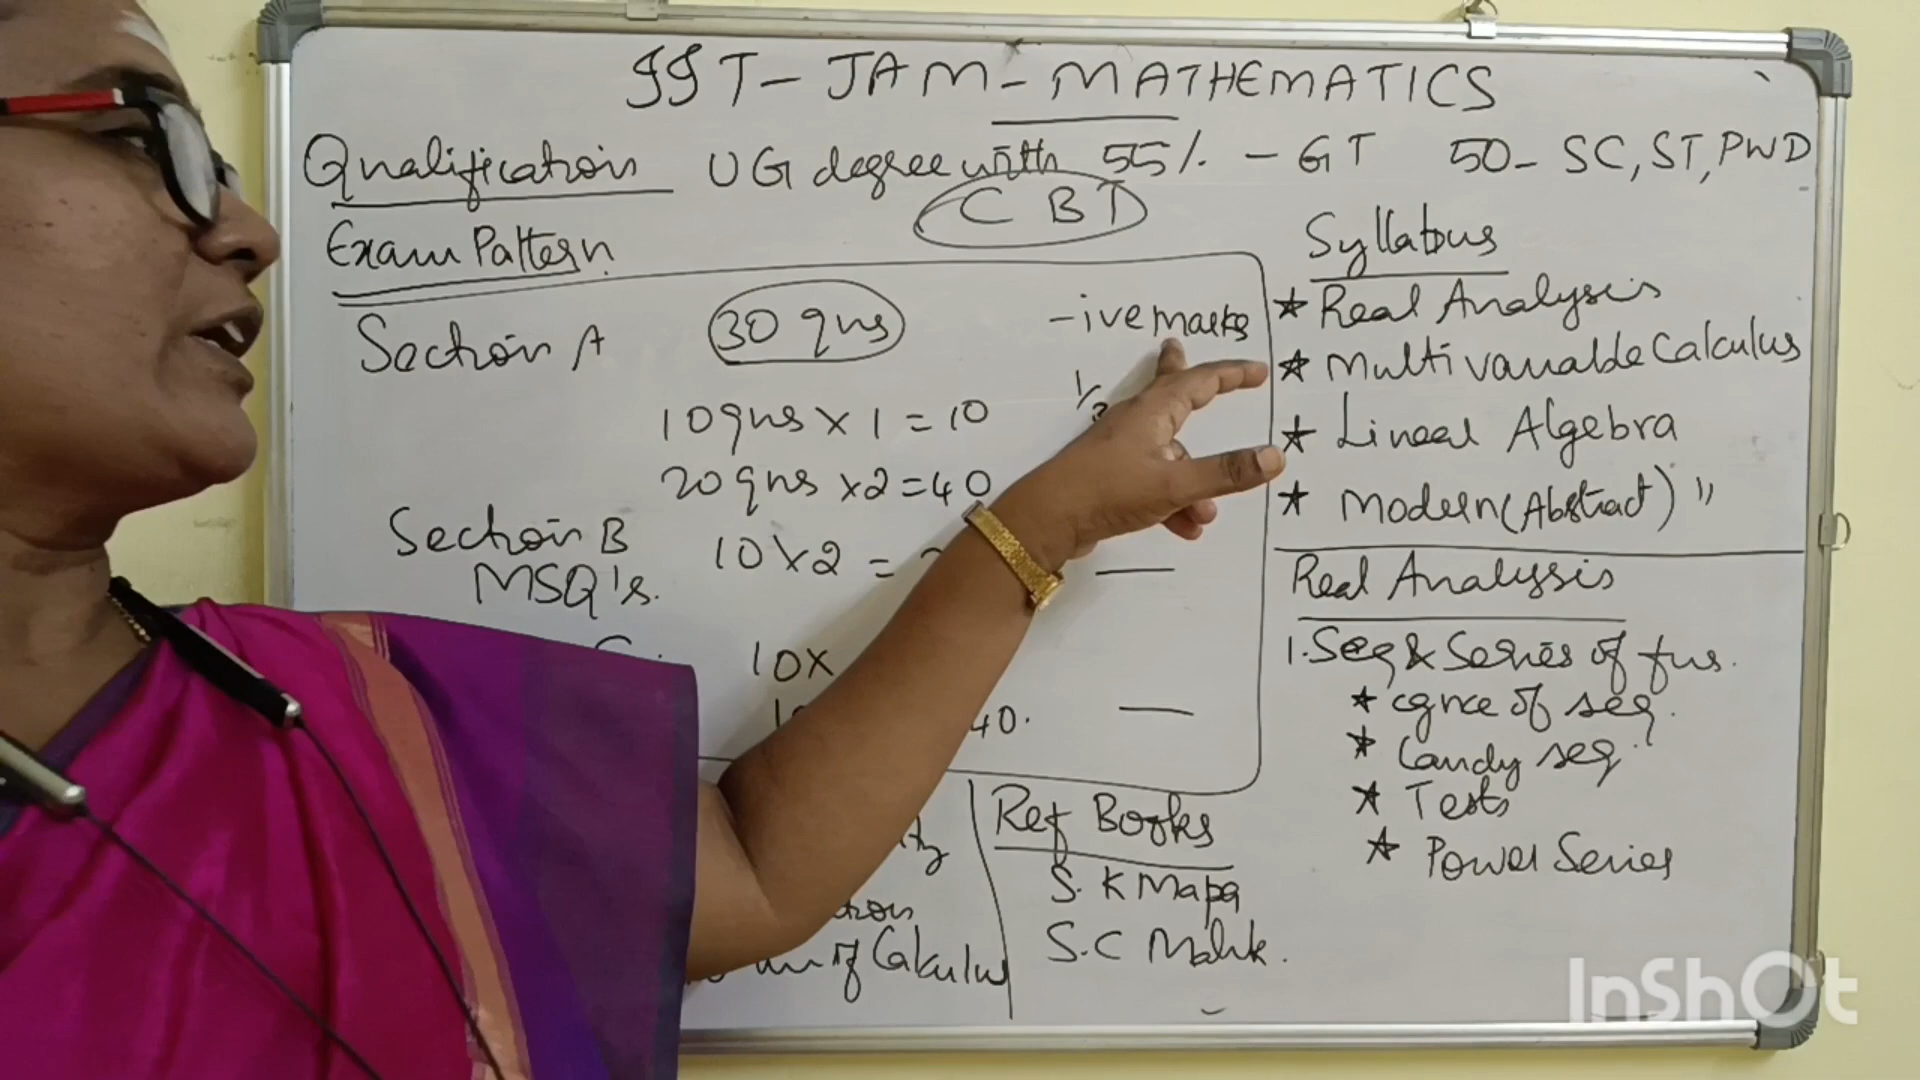 IIT - JAM - MATHEMATICS
Qualification UG degree with 55% - GT 50 - SC, ST, PWD
CBT
Exam Pattern
Section A 30 qns -ive marks
10 qns x 1 = 10
20 qns x 2 = 40
Section B 10 x 2 = —
MSQ's.
10 x
40. —
of Calculus
Ref Books
S. K Mapa
S. C Malik.
Syllabus
★ Real Analysis
★ Multivariable Calculus
★ Linear Algebra
★ Modern (Abstract) "
Real Analysis
1. Seq & Series of fns.
★ cgnce of seq.
★ Cauchy seq.
★ Tests
★ Power Series
InShOt